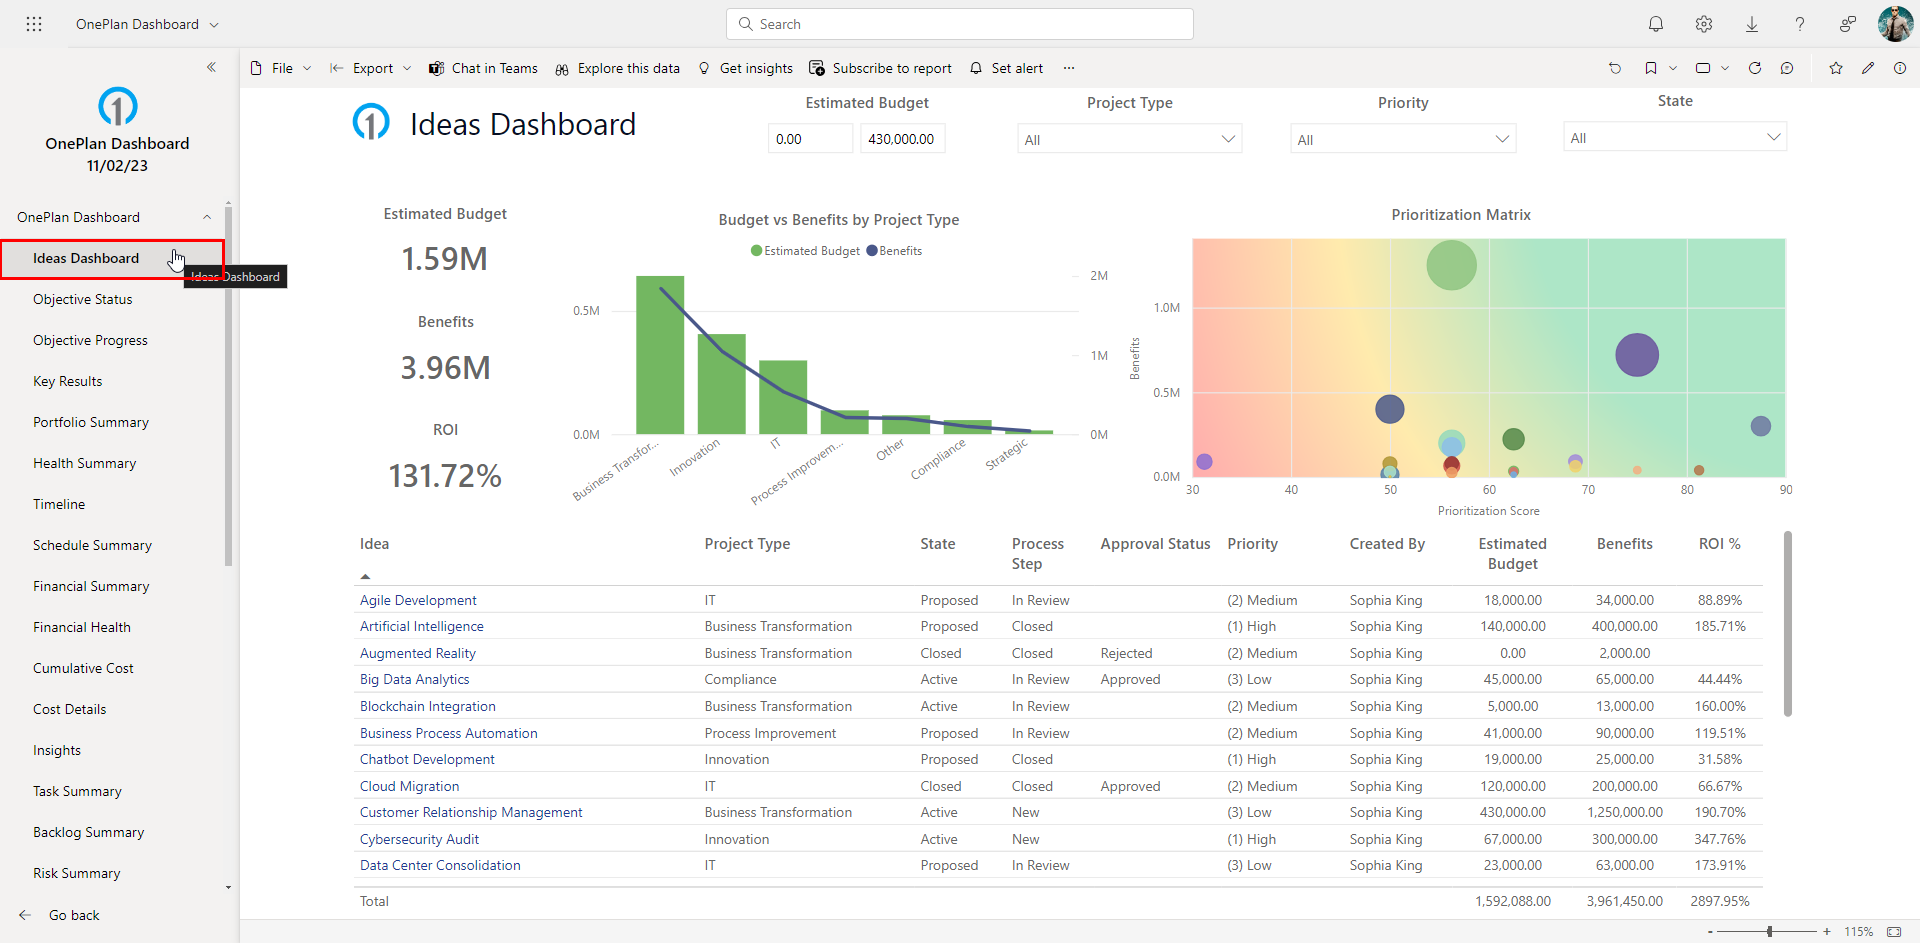 OnePlan Dashboard
Search
File
Export
Chat in Teams
Explore this data
Get insights
Subscribe to report
Set alert
OnePlan Dashboard
11/02/23
OnePlan Dashboard
Ideas Dashboard
Ideas Dashboard
Objective Status
Objective Progress
Key Results
Portfolio Summary
Health Summary
Timeline
Schedule Summary
Financial Summary
Financial Health
Cumulative Cost
Cost Details
Insights
Task Summary
Backlog Summary
Risk Summary
Go back
Ideas Dashboard
Estimated Budget
0.00 430,000.00
Project Type
All
Priority
All
State
All
Estimated Budget
1.59M
Benefits
3.96M
ROI
131.72%
Budget vs Benefits by Project Type
Estimated Budget Benefits
0.5M
0.0M
2M
1M
0M
Business Transfor...
Innovation
IT
Process Improvem...
Other
Compliance
Strategic
Prioritization Matrix
Benefits
1.0M
0.5M
0.0M
30 40 50 60 70 80 90
Prioritization Score
Idea Project Type State Process Step Approval Status Priority Created By Estimated Budget Benefits ROI %
Agile Development IT Proposed In Review (2) Medium Sophia King 18,000.00 34,000.00 88.89%
Artificial Intelligence Business Transformation Proposed Closed (1) High Sophia King 140,000.00 400,000.00 185.71%
Augmented Reality Business Transformation Closed Closed Rejected (2) Medium Sophia King 0.00 2,000.00
Big Data Analytics Compliance Active In Review Approved (3) Low Sophia King 45,000.00 65,000.00 44.44%
Blockchain Integration Business Transformation Active In Review (2) Medium Sophia King 5,000.00 13,000.00 160.00%
Business Process Automation Process Improvement Proposed In Review (2) Medium Sophia King 41,000.00 90,000.00 119.51%
Chatbot Development Innovation Proposed Closed (1) High Sophia King 19,000.00 25,000.00 31.58%
Cloud Migration IT Closed Closed Approved (2) Medium Sophia King 120,000.00 200,000.00 66.67%
Customer Relationship Management Business Transformation Active New (3) Low Sophia King 430,000.00 1,250,000.00 190.70%
Cybersecurity Audit Innovation Active New (1) High Sophia King 67,000.00 300,000.00 347.76%
Data Center Consolidation IT Proposed In Review (3) Low Sophia King 23,000.00 63,000.00 173.91%
Total 1,592,088.00 3,961,450.00 2897.95%
- + 115%